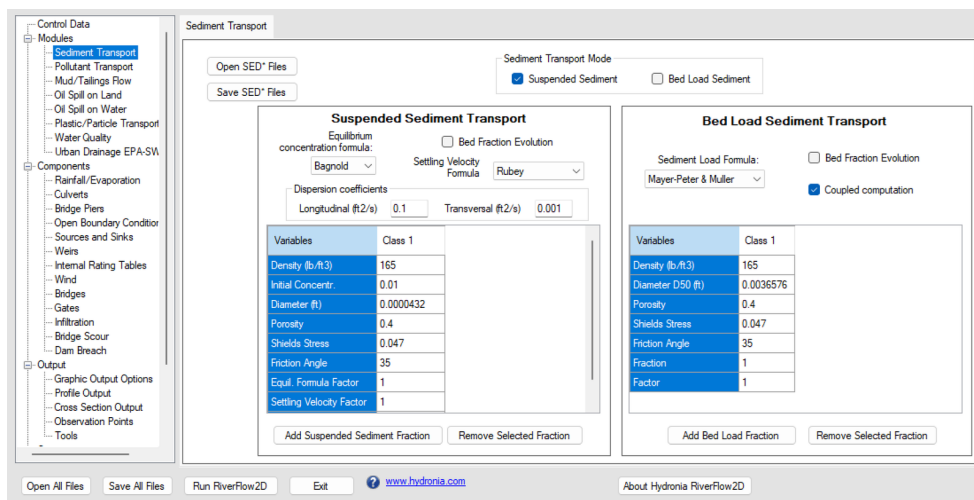 Control Data
Modules
Sediment Transport
Pollutant Transport
Mud/Tailings Flow
Oil Spill on Land
Oil Spill on Water
Plastic/Particle Transport
Water Quality
Urban Drainage EPA-SW
Components
Rainfall/Evaporation
Culverts
Bridge Piers
Open Boundary Condition
Sources and Sinks
Weirs
Internal Rating Tables
Wind
Bridges
Gates
Infiltration
Bridge Scour
Dam Breach
Output
Graphic Output Options
Profile Output
Cross Section Output
Observation Points
Tools
Sediment Transport
Open SED* Files
Save SED* Files
Sediment Transport Mode
Suspended Sediment
Bed Load Sediment
Suspended Sediment Transport
Equilibrium
concentration formula:
Bagnold
Bed Fraction Evolution
Settling Velocity
Formula
Rubey
Dispersion coefficients
Longitudinal (ft2/s) 0.1 Transversal (ft2/s) 0.001
Variables Class 1
Density (lb/ft3) 165
Initial Concentr. 0.01
Diameter (ft) 0.0000432
Porosity 0.4
Shields Stress 0.047
Friction Angle 35
Equil. Formula Factor 1
Settling Velocity Factor 1
Add Suspended Sediment Fraction Remove Selected Fraction
Bed Load Sediment Transport
Sediment Load Formula:
Mayer-Peter & Muller
Bed Fraction Evolution
Coupled computation
Variables Class 1
Density (lb/ft3) 165
Diameter D50 (ft) 0.0036576
Porosity 0.4
Shields Stress 0.047
Friction Angle 35
Fraction 1
Factor 1
Add Bed Load Fraction Remove Selected Fraction
Open All Files Save All Files Run RiverFlow2D Exit ? www.hydronia.com About Hydronia RiverFlow2D